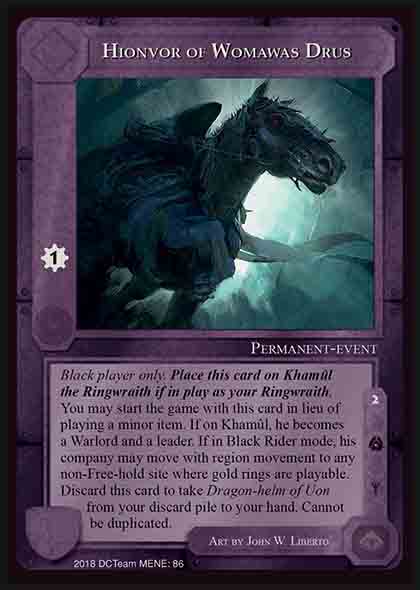 Hionvor of Womawas Drus
1
Permanent-event
Black player only. Place this card on Khamûl
the Ringwraith if in play as your Ringwraith.
You may start the game with this card in lieu of
playing a minor item. If on Khamûl, he becomes
a Warlord and a leader. If in Black Rider mode, his
company may move with region movement to any
non-Free-hold site where gold rings are playable.
Discard this card to take Dragon-helm of Uon
from your discard pile to your hand. Cannot
be duplicated.
2
Art by John W. Liberto
2018 DCTeam MENE: 86